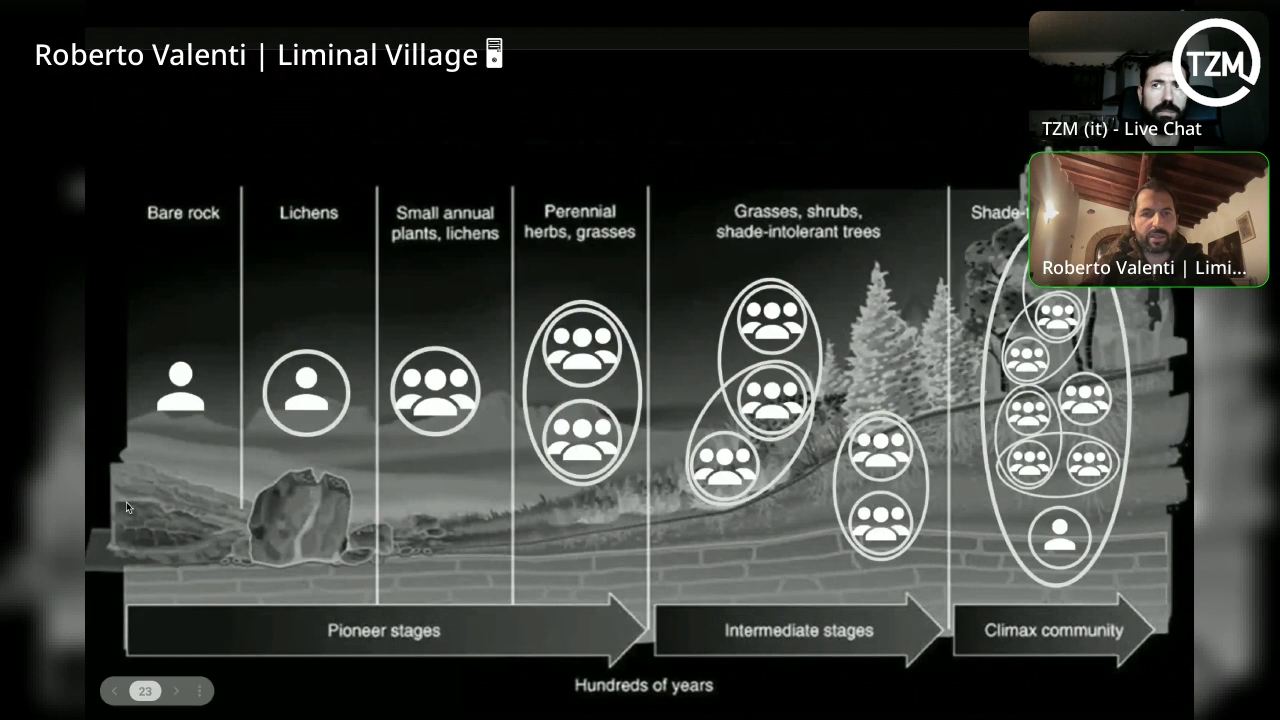 Roberto Valenti | Liminal Village
TZM
TZM (it) - Live Chat
Roberto Valenti | Limi...
Bare rock
Lichens
Small annual
plants, lichens
Perennial
herbs, grasses
Grasses, shrubs,
shade-intolerant trees
Shade-
Pioneer stages
Intermediate stages
Climax community
Hundreds of years
23